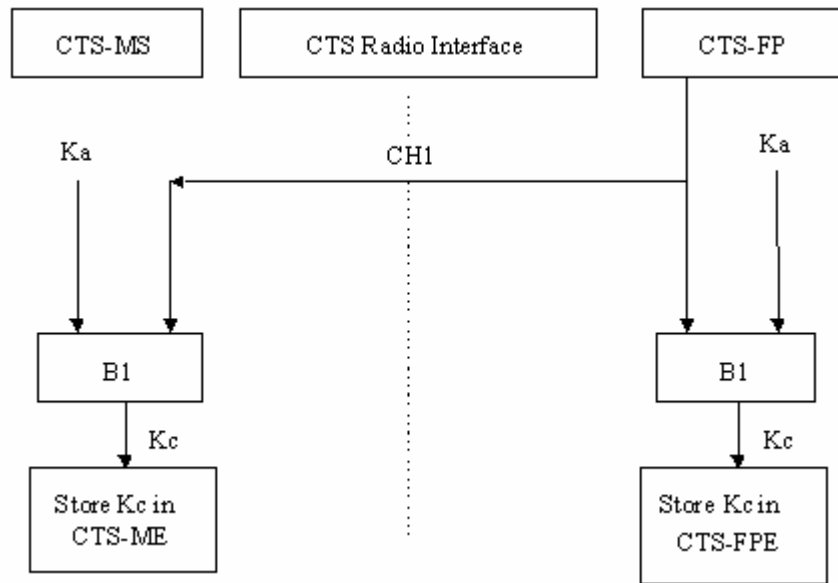 CTS-MS
CTS Radio Interface
CTS-FP
Ka
CH1
Ka
B1
B1
Kc
Kc
Store Kc in
CTS-ME
Store Kc in
CTS-FPE